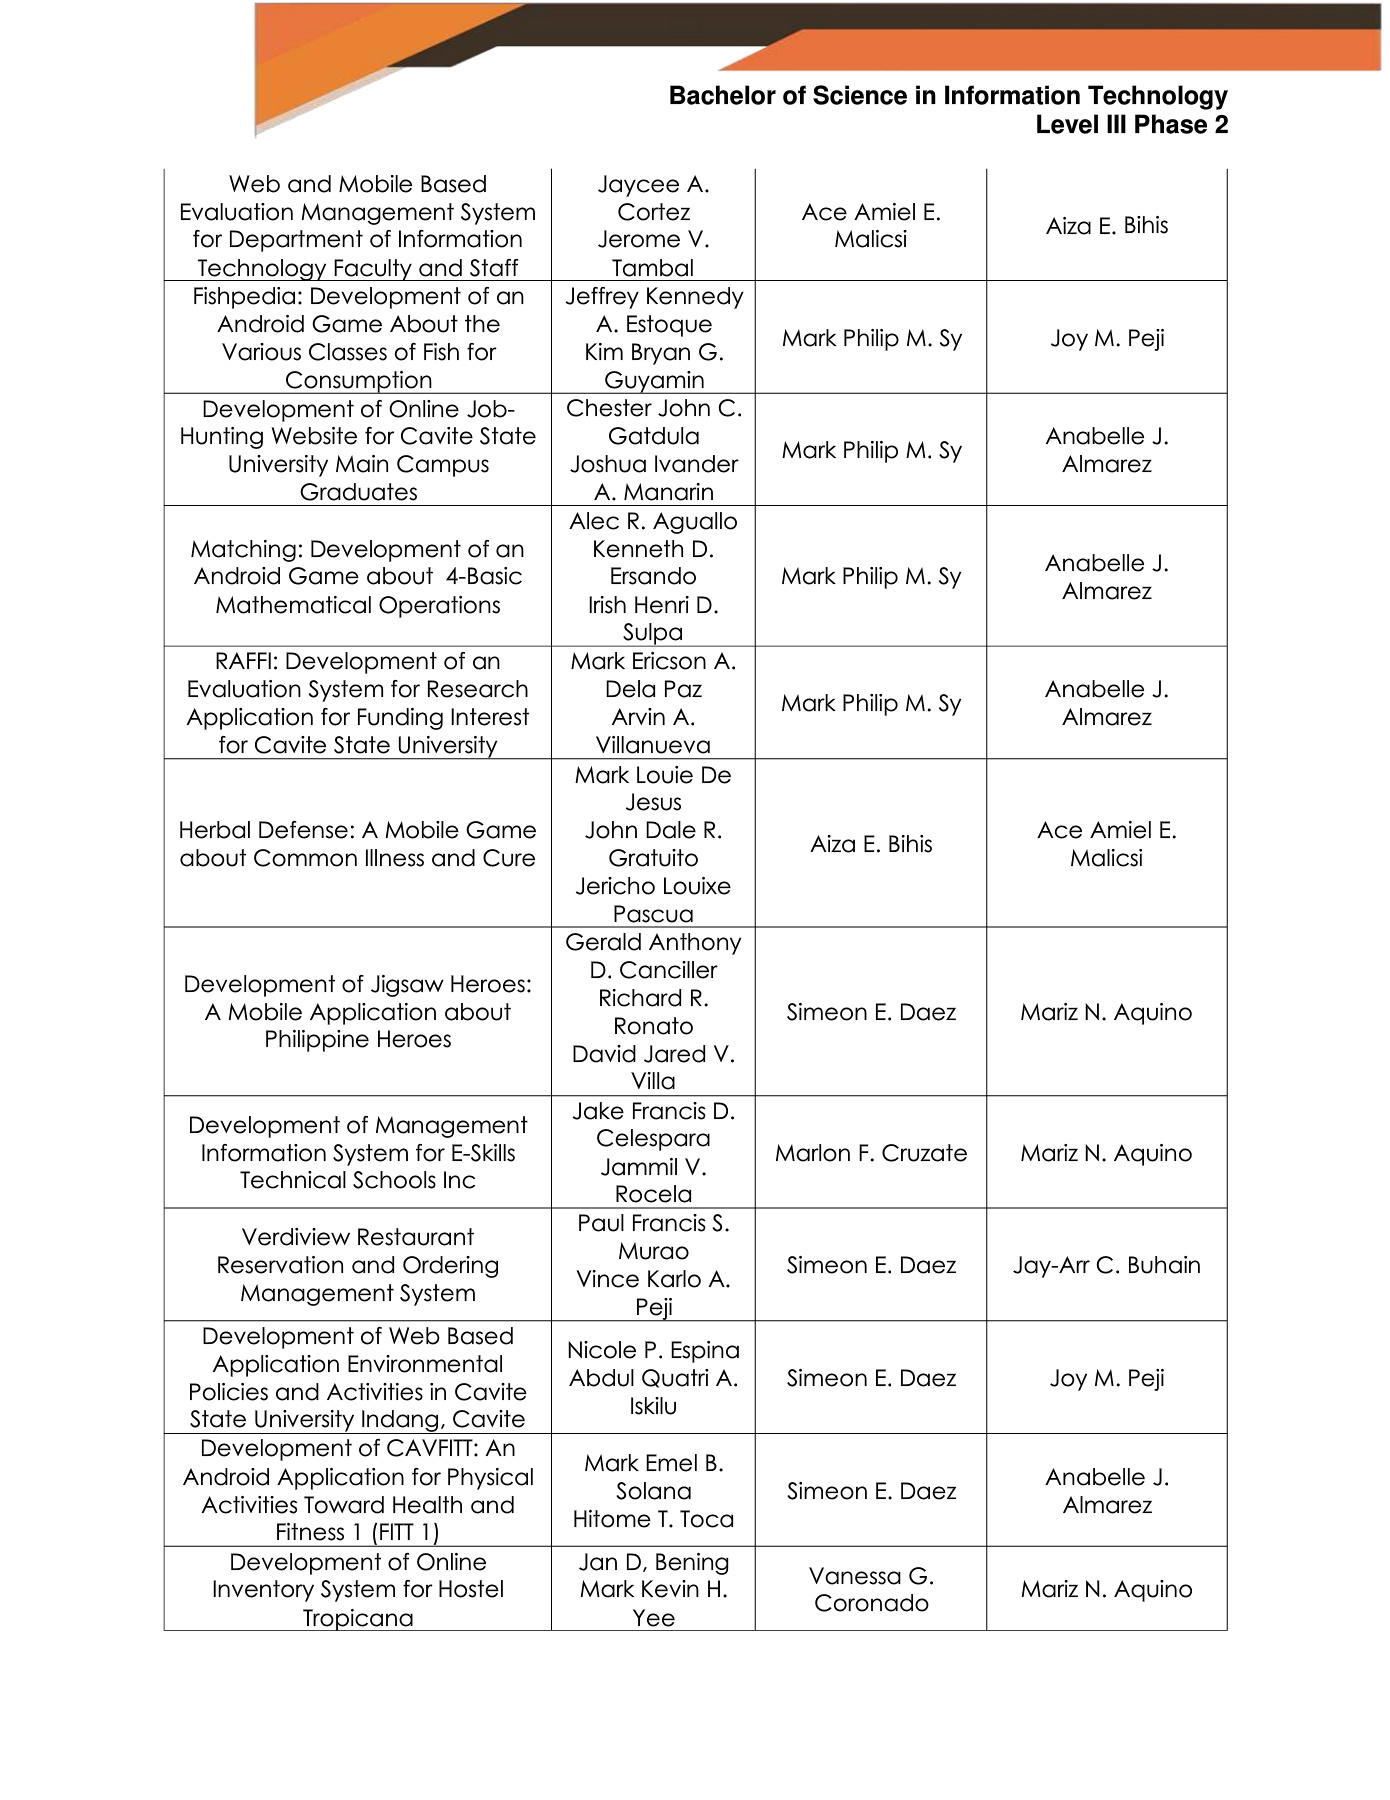 Bachelor of Science in Information Technology
Level III Phase 2
Web and Mobile Based
Evaluation Management System
for Department of Information
Technology Faculty and Staff
Jaycee A.
Cortez
Jerome V.
Tambal
Ace Amiel E.
Malicsi
Aiza E. Bihis
Fishpedia: Development of an
Android Game About the
Various Classes of Fish for
Consumption
Jeffrey Kennedy
A. Estoque
Kim Bryan G.
Guyamin
Mark Philip M. Sy
Joy M. Peji
Development of Online Job-
Hunting Website for Cavite State
University Main Campus
Graduates
Chester John C.
Gatdula
Joshua Ivander
A. Manarin
Mark Philip M. Sy
Anabelle J.
Almarez
Matching: Development of an
Android Game about  4-Basic
Mathematical Operations
Alec R. Aguallo
Kenneth D.
Ersando
Irish Henri D.
Sulpa
Mark Philip M. Sy
Anabelle J.
Almarez
RAFFI: Development of an
Evaluation System for Research
Application for Funding Interest
for Cavite State University
Mark Ericson A.
Dela Paz
Arvin A.
Villanueva
Mark Philip M. Sy
Anabelle J.
Almarez
Herbal Defense: A Mobile Game
about Common Illness and Cure
Mark Louie De
Jesus
John Dale R.
Gratuito
Jericho Louixe
Pascua
Aiza E. Bihis
Ace Amiel E.
Malicsi
Development of Jigsaw Heroes:
A Mobile Application about
Philippine Heroes
Gerald Anthony
D. Canciller
Richard R.
Ronato
David Jared V.
Villa
Simeon E. Daez
Mariz N. Aquino
Development of Management
Information System for E-Skills
Technical Schools Inc
Jake Francis D.
Celespara
Jammil V.
Rocela
Marlon F. Cruzate
Mariz N. Aquino
Verdiview Restaurant
Reservation and Ordering
Management System
Paul Francis S.
Murao
Vince Karlo A.
Peji
Simeon E. Daez
Jay-Arr C. Buhain
Development of Web Based
Application Environmental
Policies and Activities in Cavite
State University Indang, Cavite
Nicole P. Espina
Abdul Quatri A.
Iskilu
Simeon E. Daez
Joy M. Peji
Development of CAVFITT: An
Android Application for Physical
Activities Toward Health and
Fitness 1 (FITT 1)
Mark Emel B.
Solana
Hitome T. Toca
Simeon E. Daez
Anabelle J.
Almarez
Development of Online
Inventory System for Hostel
Tropicana
Jan D, Bening
Mark Kevin H.
Yee
Vanessa G.
Coronado
Mariz N. Aquino